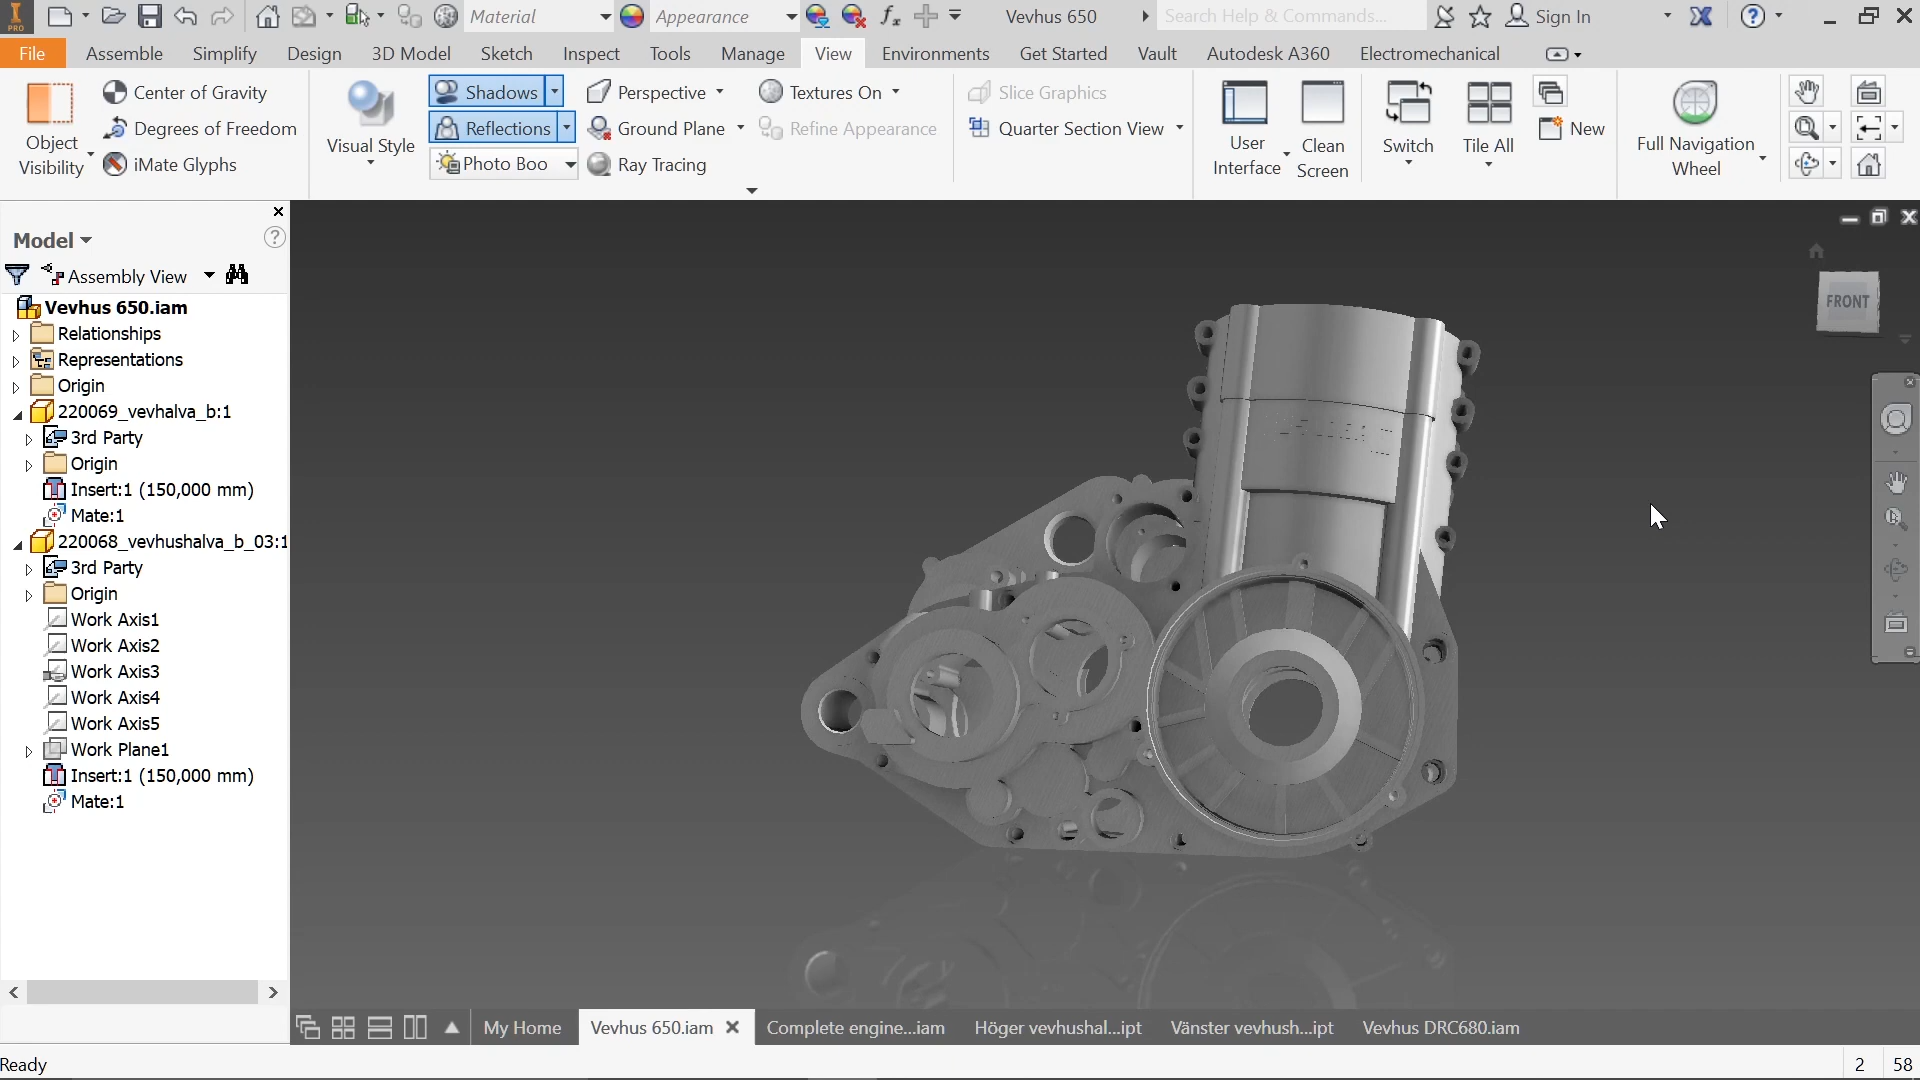 PRO
Material
Appearance
Vevhus 650
Search Help & Commands...
Sign In
File
Assemble
Simplify
Design
3D Model
Sketch
Inspect
Tools
Manage
View
Environments
Get Started
Vault
Autodesk A360
Electromechanical
Object
Visibility
Center of Gravity
Degrees of Freedom
iMate Glyphs
Visual Style
Shadows
Reflections
Photo Boo
Perspective
Ground Plane
Ray Tracing
Textures On
Refine Appearance
Slice Graphics
Quarter Section View
User
Interface
Clean
Screen
Switch
Tile All
New
Full Navigation
Wheel
Model
Assembly View
Vevhus 650.iam
Relationships
Representations
Origin
220069_vevhalva_b:1
3rd Party
Origin
Insert:1 (150,000 mm)
Mate:1
220068_vevhushalva_b_03:1
3rd Party
Origin
Work Axis1
Work Axis2
Work Axis3
Work Axis4
Work Axis5
Work Plane1
Insert:1 (150,000 mm)
Mate:1
FRONT
My Home
Vevhus 650.iam
Complete engine...iam
Höger vevhushal...ipt
Vänster vevhush...ipt
Vevhus DRC680.iam
Ready
2
58